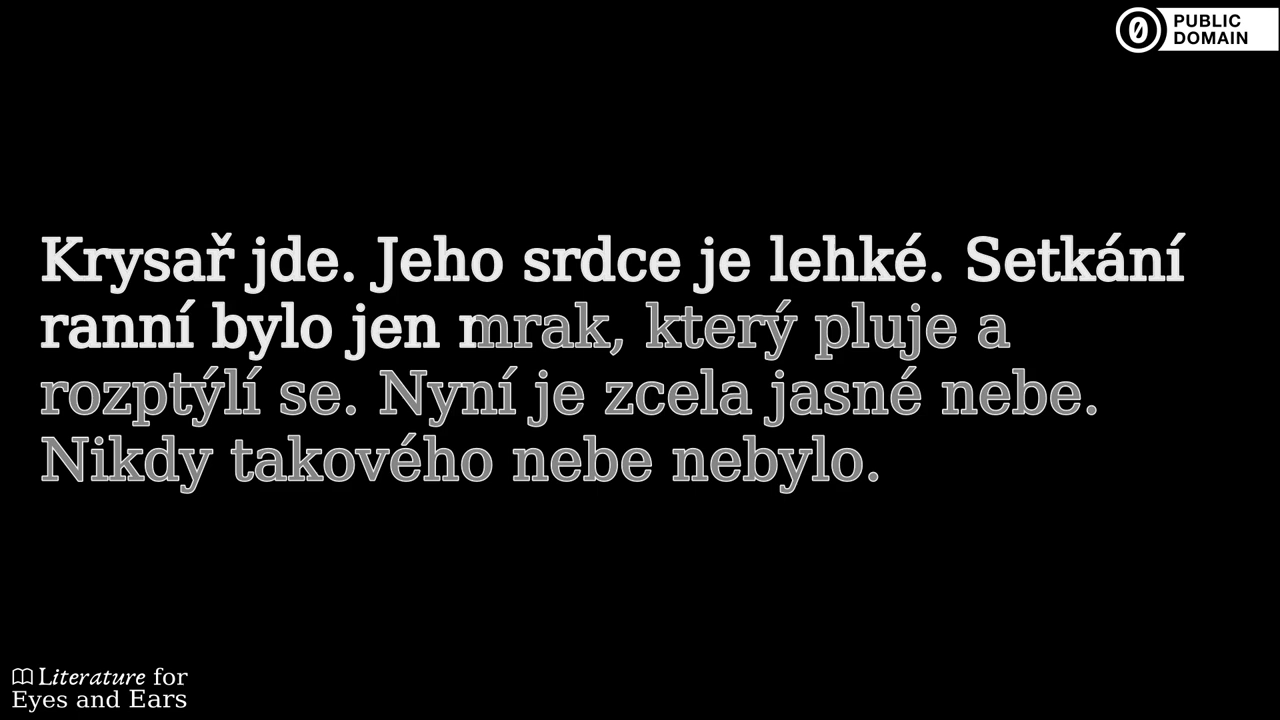 PUBLIC
DOMAIN
Krysař jde. Jeho srdce je lehké. Setkání
ranní bylo jen mrak, který pluje a
rozptýlí se. Nyní je zcela jasné nebe.
Nikdy takového nebe nebylo.
Literature for
Eyes and Ears